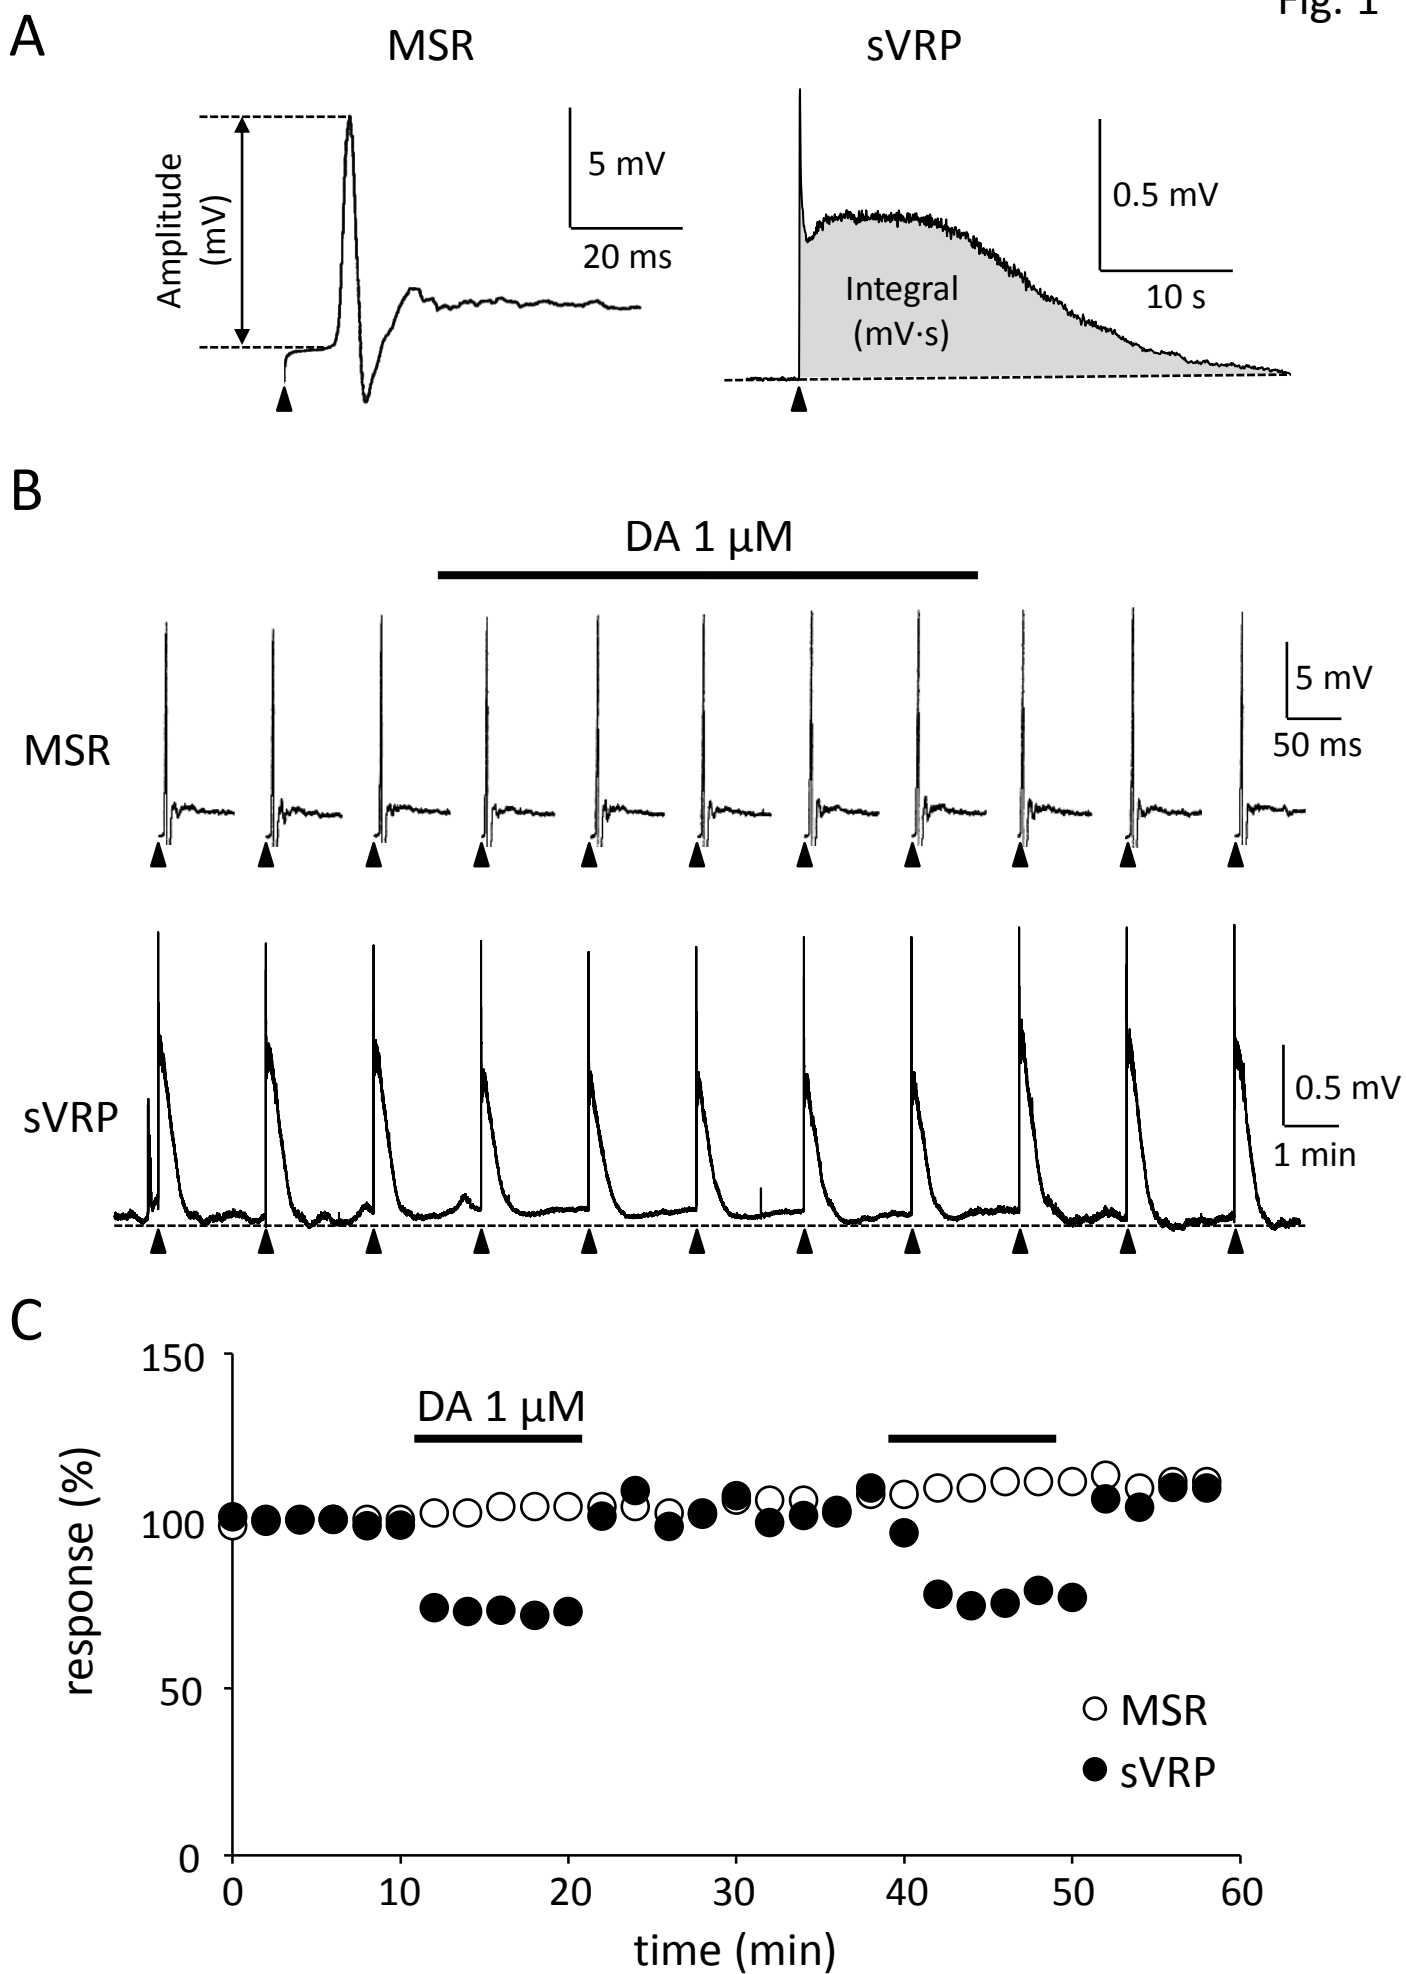 Fig. 1
A
MSR
sVRP
Amplitude
(mV)
5 mV
20 ms
0.5 mV
10 s
Integral
(mV·s)
B
DA 1 µM
MSR
5 mV
50 ms
sVRP
0.5 mV
1 min
C
150
100
50
0
response (%)
DA 1 µM
MSR
sVRP
0 10 20 30 40 50 60
time (min)